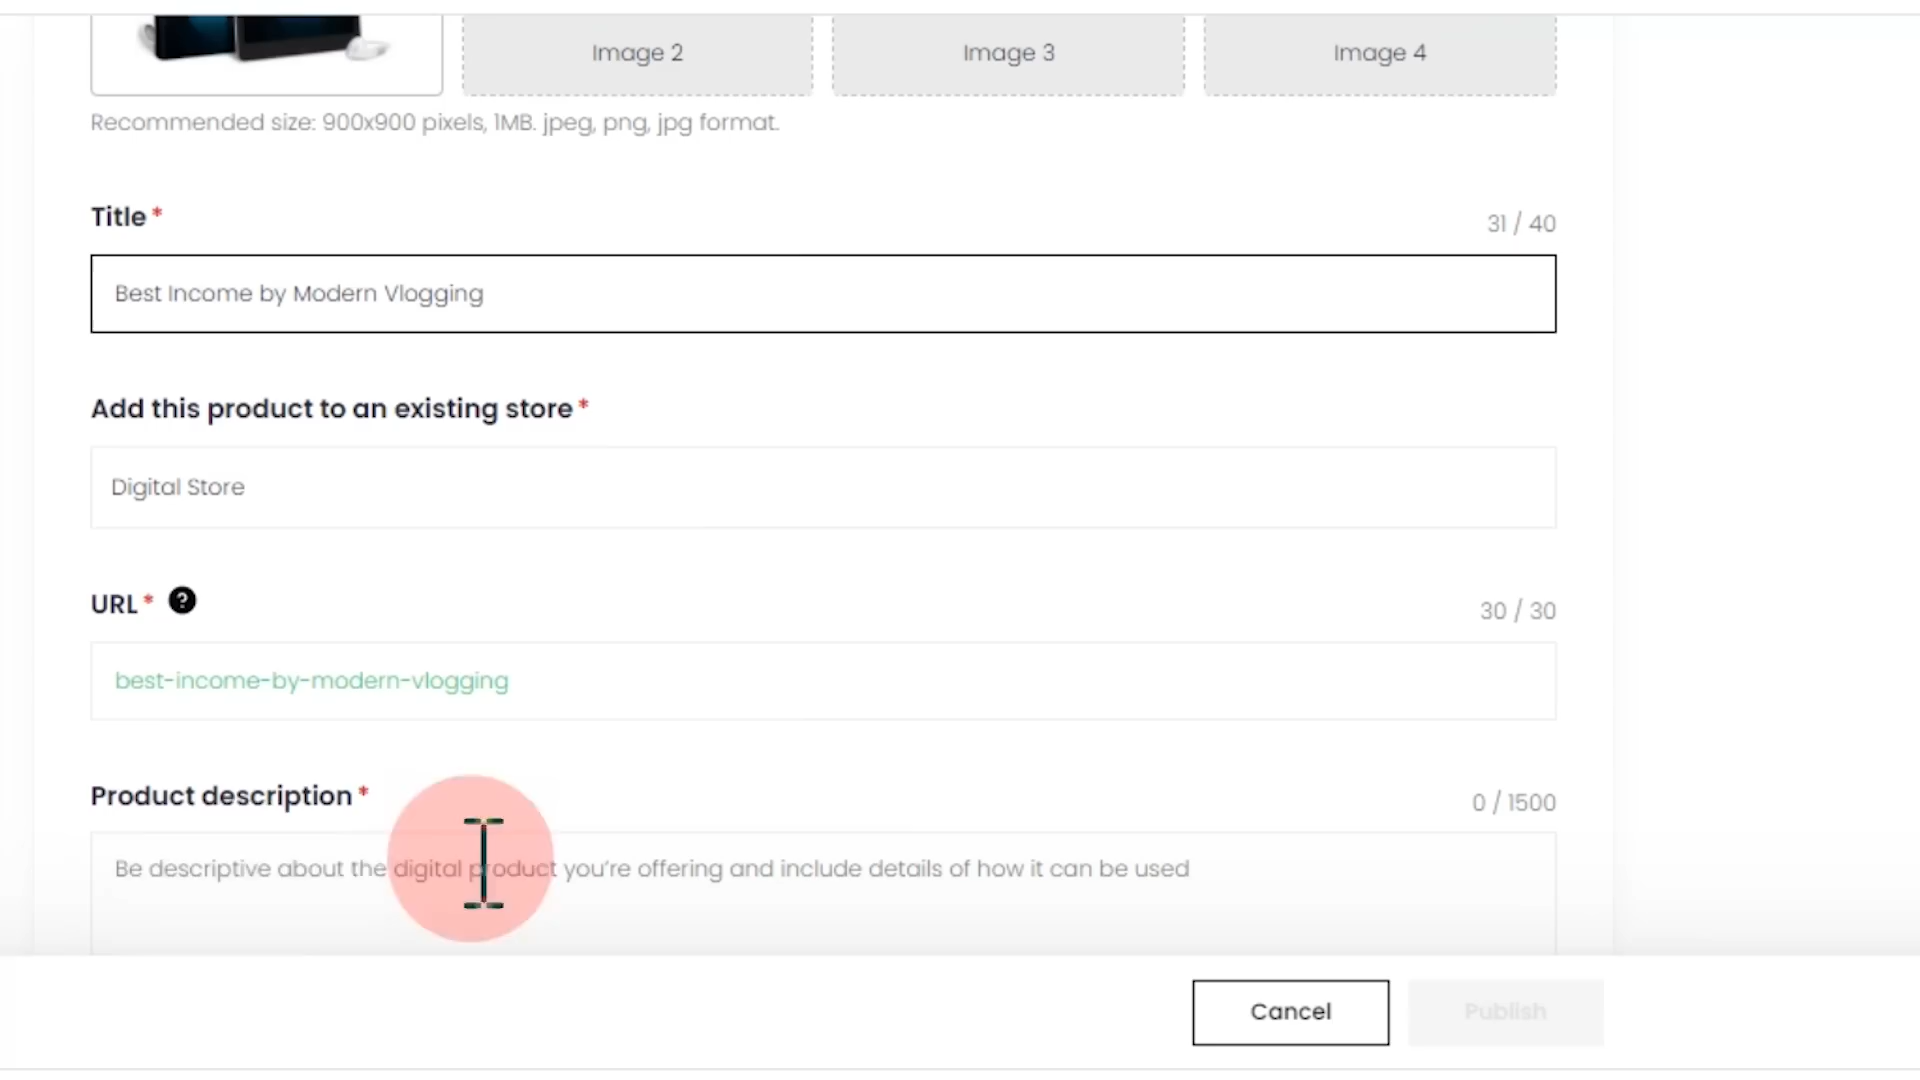 Image 2
Image 3
Image 4
Recommended size: 900x900 pixels, 1MB. jpeg, png, jpg format.
Title *
31 / 40
Best Income by Modern Vlogging
Add this product to an existing store *
Digital Store
URL * ?
30 / 30
best-income-by-modern-vlogging
Product description *
0 / 1500
Be descriptive about the digital product you're offering and include details of how it can be used
Cancel
Publish